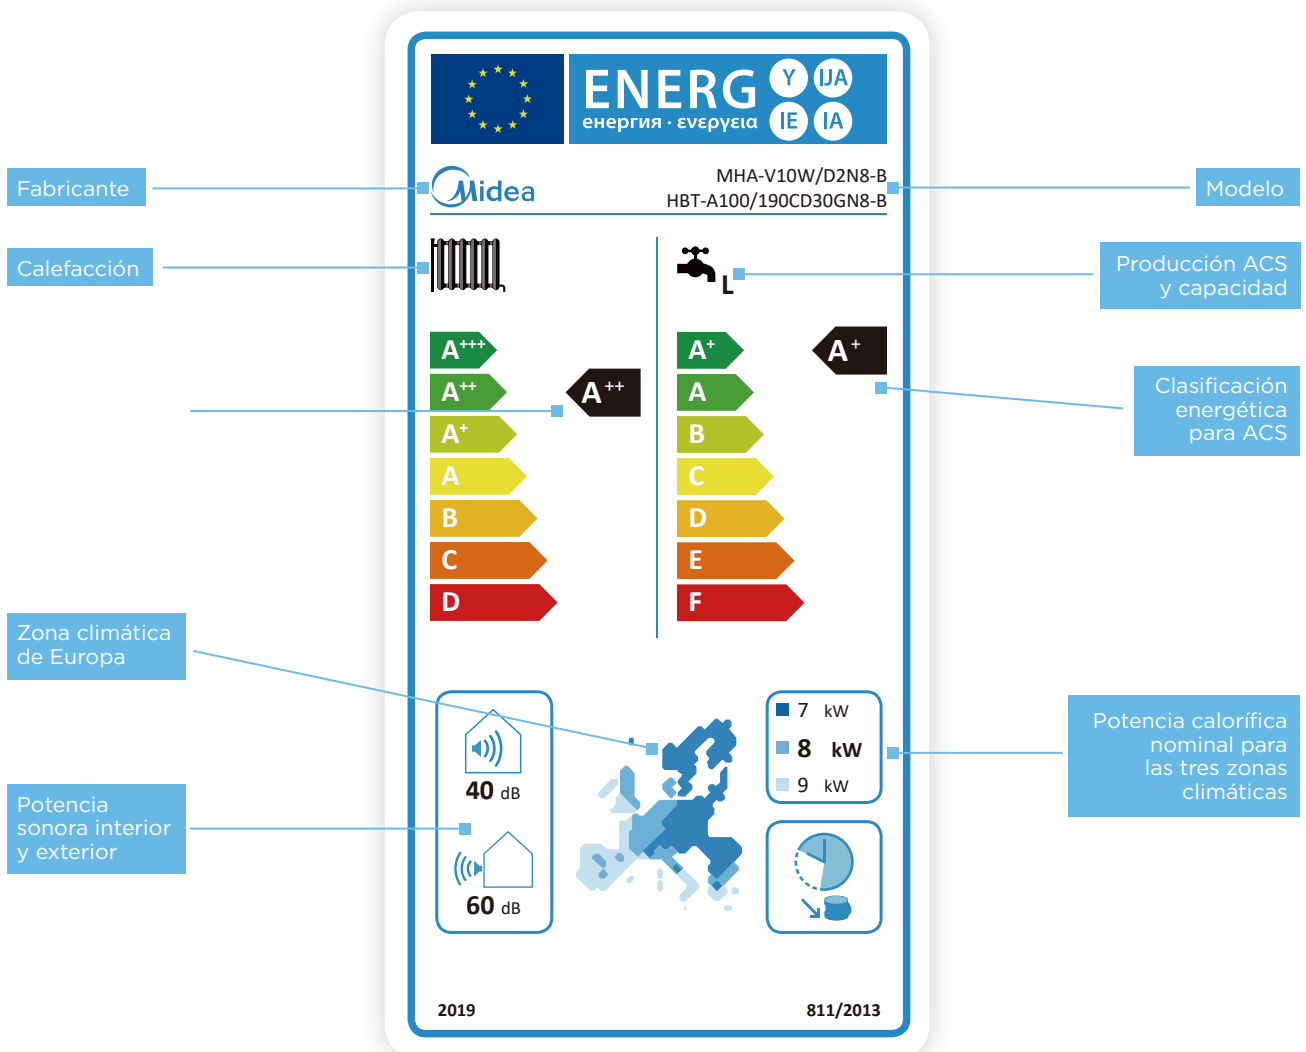 ENERG
енергия · ενεργεια
Y
IJA
IE
IA
Fabricante
Midea
MHA-V10W/D2N8-B
HBT-A100/190CD30GN8-B
Modelo
Calefacción
L
Producción ACS
y capacidad
A+++
A++
A+
A
B
C
D
A++
A+
A
B
C
D
E
F
A+
Clasificación
energética
para ACS
Zona climática
de Europa
Potencia
sonora interior
y exterior
40 dB
60 dB
7 kW
8 kW
9 kW
Potencia calorífica
nominal para
las tres zonas
climáticas
2019
811/2013